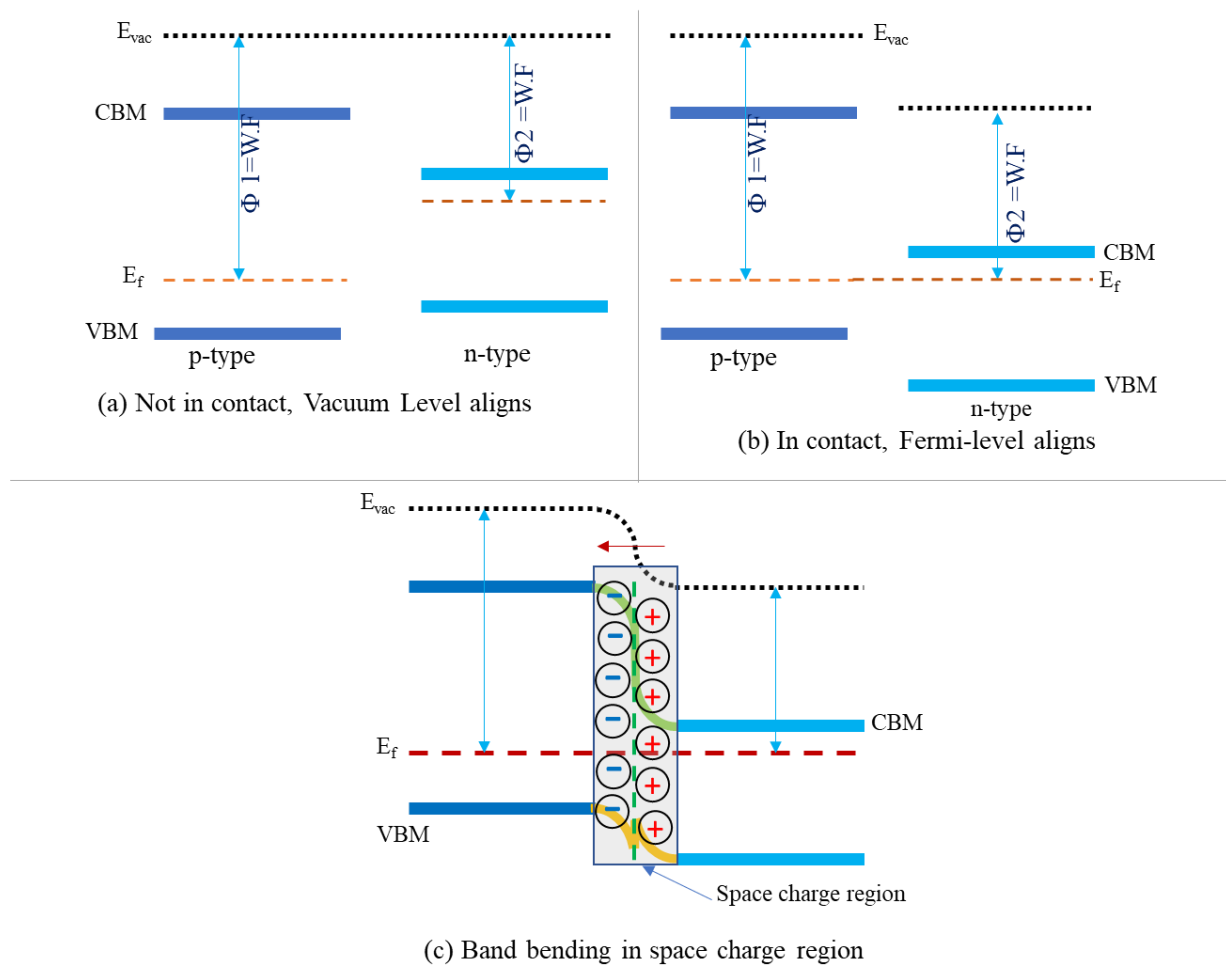 Evac
CBM
Φ 1=W.F
Φ2 =W.F
Ef
VBM
p-type
n-type
(a) Not in contact, Vacuum Level aligns
Evac
Φ 1=W.F
Φ2 =W.F
CBM
Ef
p-type
VBM
n-type
(b) In contact, Fermi-level aligns
Evac
− +
− +
− +
− +
− +
− +
CBM
Ef
VBM
Space charge region
(c) Band bending in space charge region